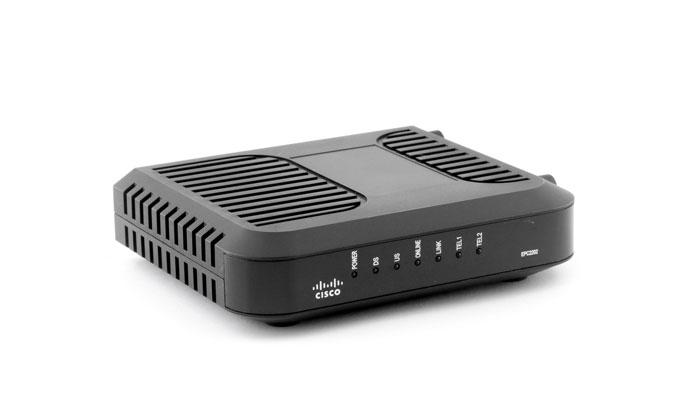 POWER
DS
US
ONLINE
LINK
TEL1
TEL2
EPC2202
CISCO